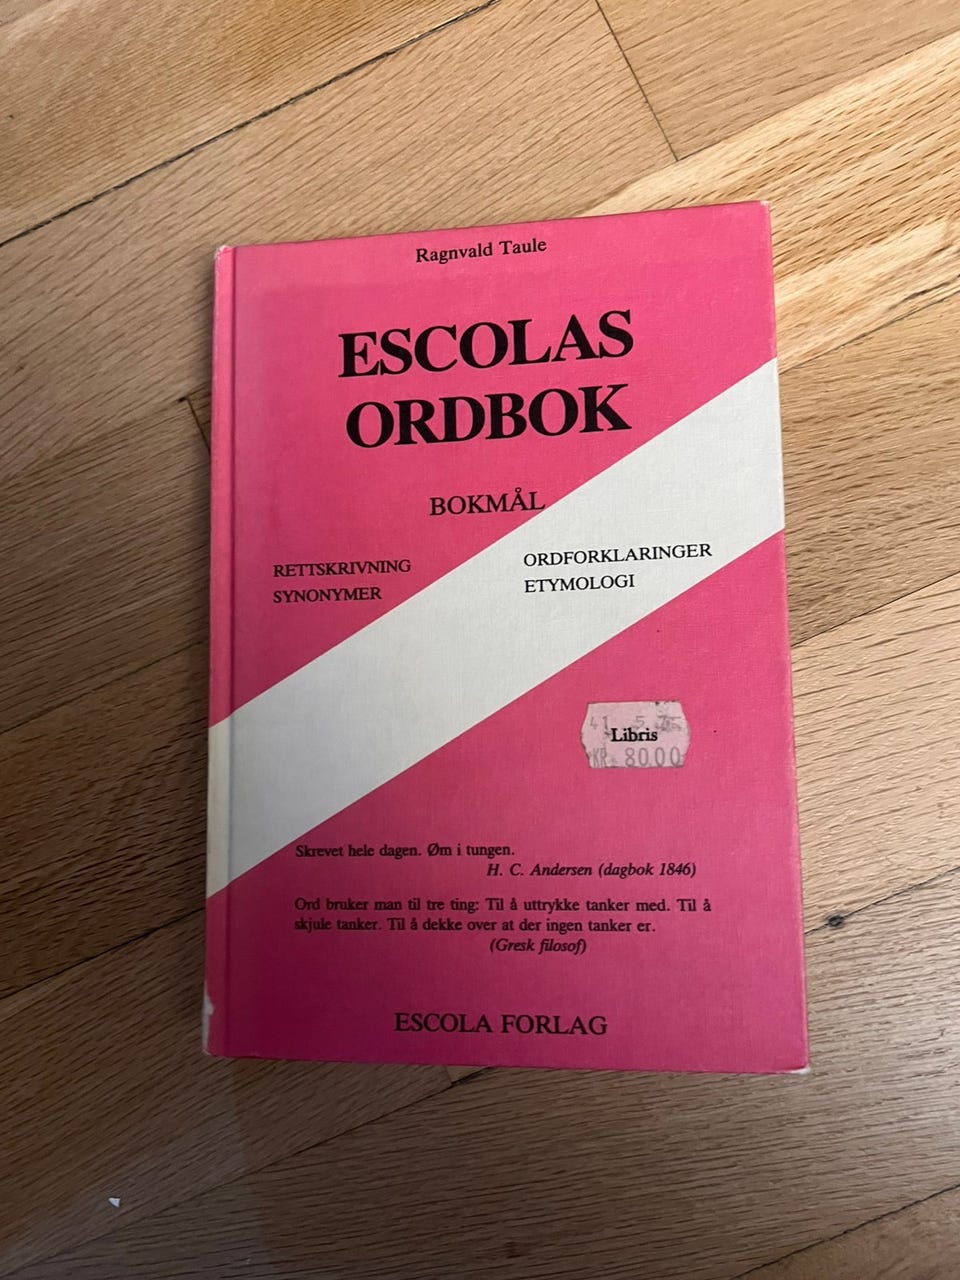 Ragnvald Taule
ESCOLAS
ORDBOK
BOKMÅL
RETTSKRIVNING
SYNONYMER
ORDFORKLARINGER
ETYMOLOGI
41 5
Libris
KR. 80.00
Skrevet hele dagen. Øm i tungen.
H. C. Andersen (dagbok 1846)
Ord bruker man til tre ting: Til å uttrykke tanker med. Til å
skjule tanker. Til å dekke over at der ingen tanker er.
(Gresk filosof)
ESCOLA FORLAG